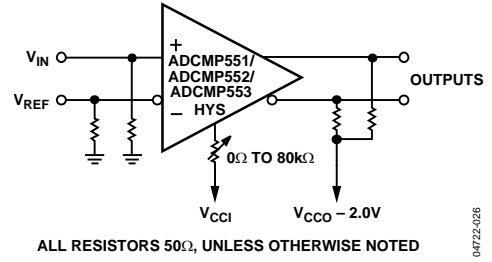 V_IN
+
ADCMP551/
ADCMP552/
ADCMP553
HYS
−
V_REF
OUTPUTS
0Ω TO 80kΩ
V_CCI
V_CCO – 2.0V
ALL RESISTORS 50Ω, UNLESS OTHERWISE NOTED
04722-026